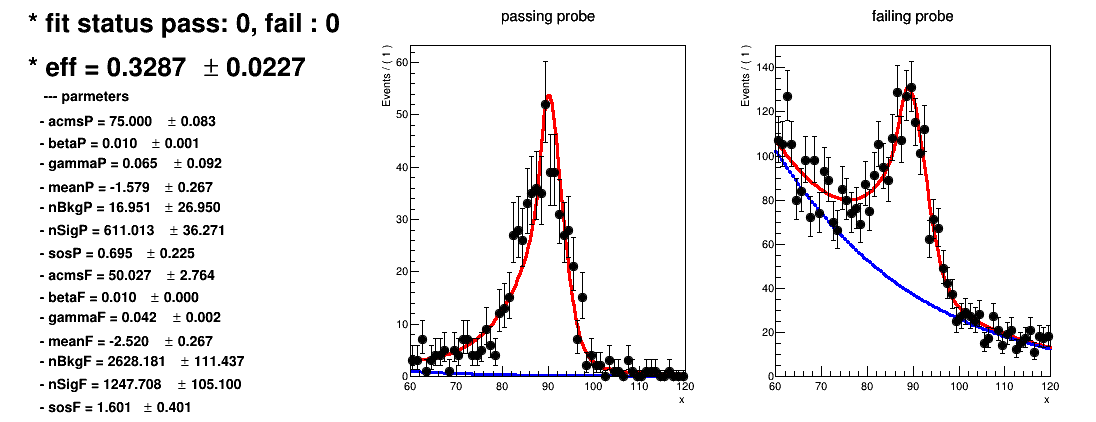 * fit status pass: 0, fail : 0
* eff = 0.3287 ± 0.0227
--- parmeters
- acmsP = 75.000 ± 0.083
- betaP = 0.010 ± 0.001
- gammaP = 0.065 ± 0.092
- meanP = -1.579 ± 0.267
- nBkgP = 16.951 ± 26.950
- nSigP = 611.013 ± 36.271
- sosP = 0.695 ± 0.225
- acmsF = 50.027 ± 2.764
- betaF = 0.010 ± 0.000
- gammaF = 0.042 ± 0.002
- meanF = -2.520 ± 0.267
- nBkgF = 2628.181 ± 111.437
- nSigF = 1247.708 ± 105.100
- sosF = 1.601 ± 0.401
passing probe
Events / ( 1 )
60
50
40
30
20
10
0
60 70 80 90 100 110 120
x
failing probe
Events / ( 1 )
140
120
100
80
60
40
20
0
60 70 80 90 100 110 120
x